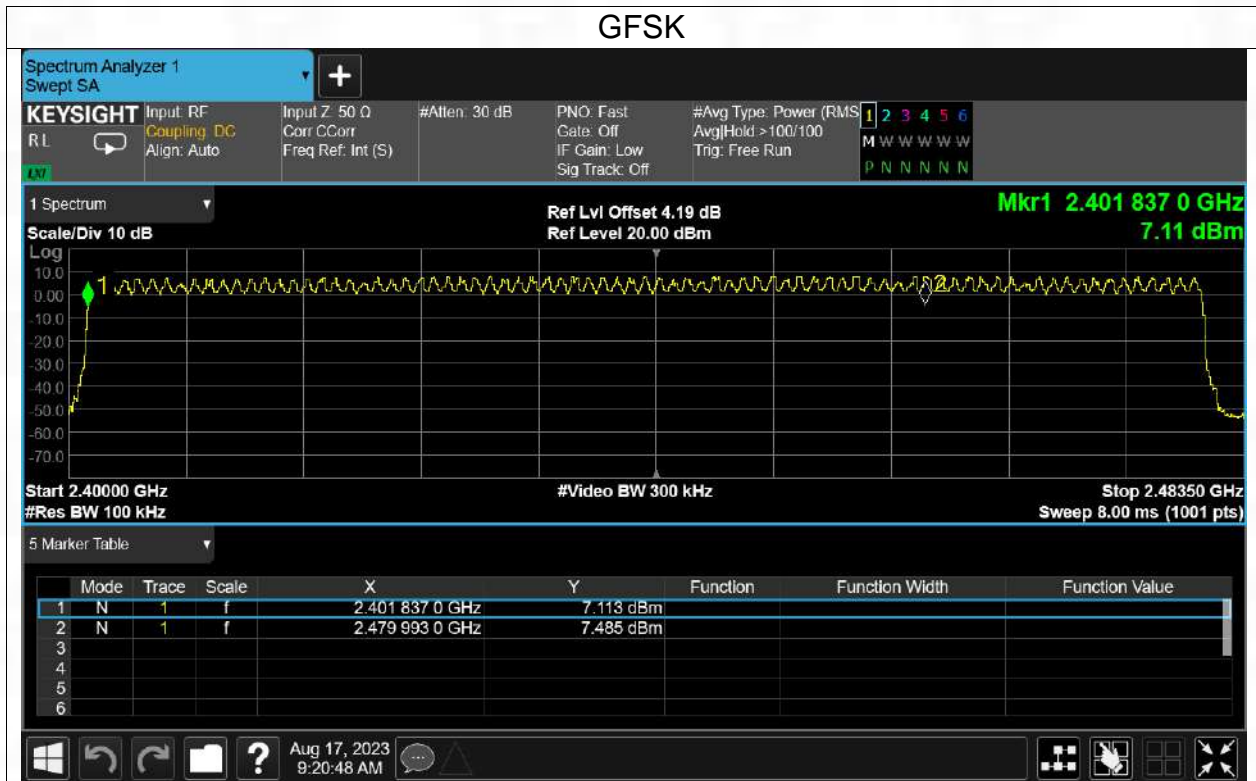 GFSK
Spectrum Analyzer 1
Swept SA
KEYSIGHT Input: RF Input Z: 50 Ω #Atten: 30 dB PNO: Fast #Avg Type: Power (RMS 1 2 3 4 5 6
RL Coupling: DC Corr CCorr Gate: Off Avg|Hold: >100/100 M W W W W W
Align: Auto Freq Ref: Int (S) IF Gain: Low Trig: Free Run
LXI Sig Track: Off P N N N N N
1 Spectrum Ref Lvl Offset 4.19 dB Mkr1 2.401 837 0 GHz
Scale/Div 10 dB Ref Level 20.00 dBm 7.11 dBm
Log
10.0
1 2
0.00
-10.0
-20.0
-30.0
-40.0
-50.0
-60.0
-70.0
Start 2.40000 GHz #Video BW 300 kHz Stop 2.48350 GHz
#Res BW 100 kHz Sweep 8.00 ms (1001 pts)
5 Marker Table
Mode Trace Scale X Y Function Function Width Function Value
1 N 1 f 2.401 837 0 GHz 7.113 dBm
2 N 1 f 2.479 993 0 GHz 7.485 dBm
3
4
5
6
? Aug 17, 2023
9:20:48 AM